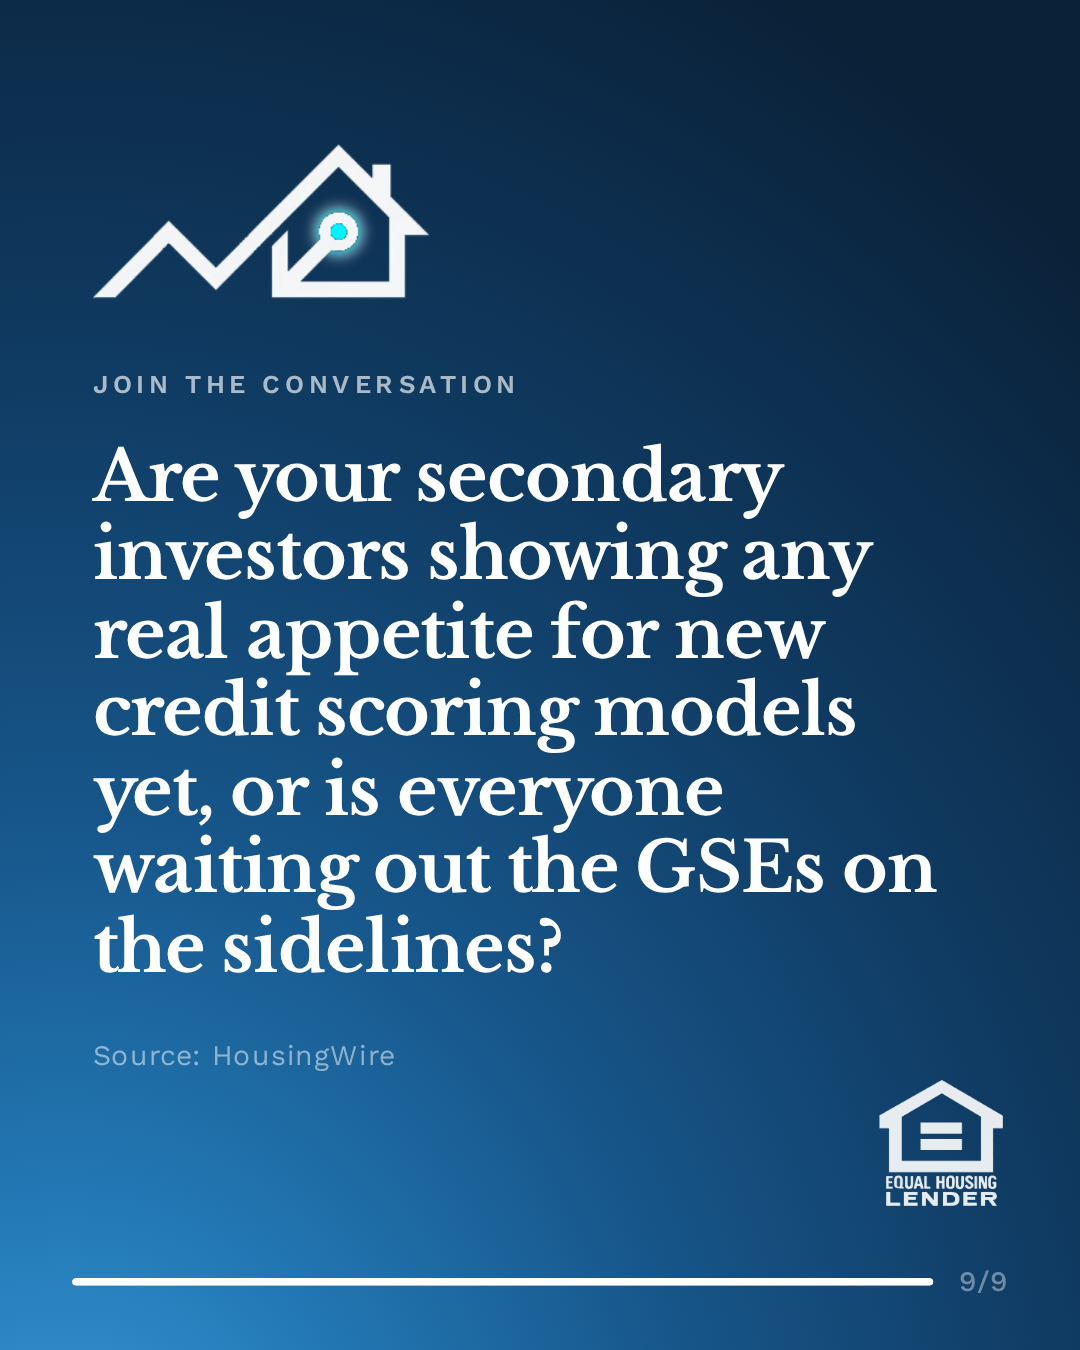 JOIN THE CONVERSATION
Are your secondary
investors showing any
real appetite for new
credit scoring models
yet, or is everyone
waiting out the GSEs on
the sidelines?
Source: HousingWire
EQUAL HOUSING
LENDER
9/9